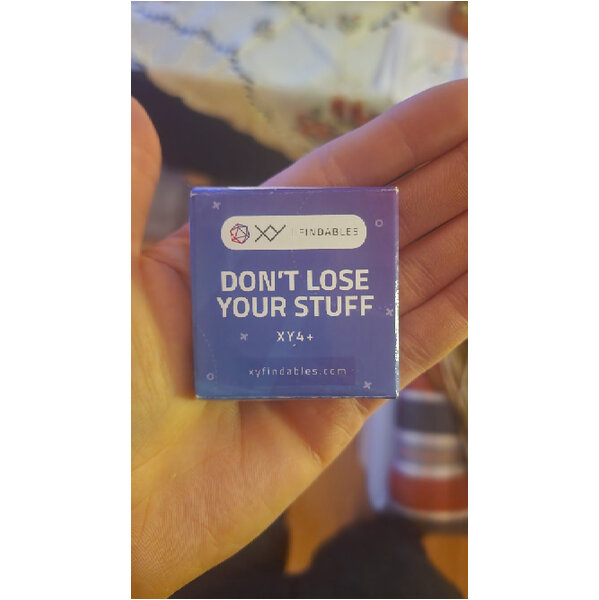 XY | FINDABLES
DON'T LOSE
YOUR STUFF
XY4+
xyfindables.com